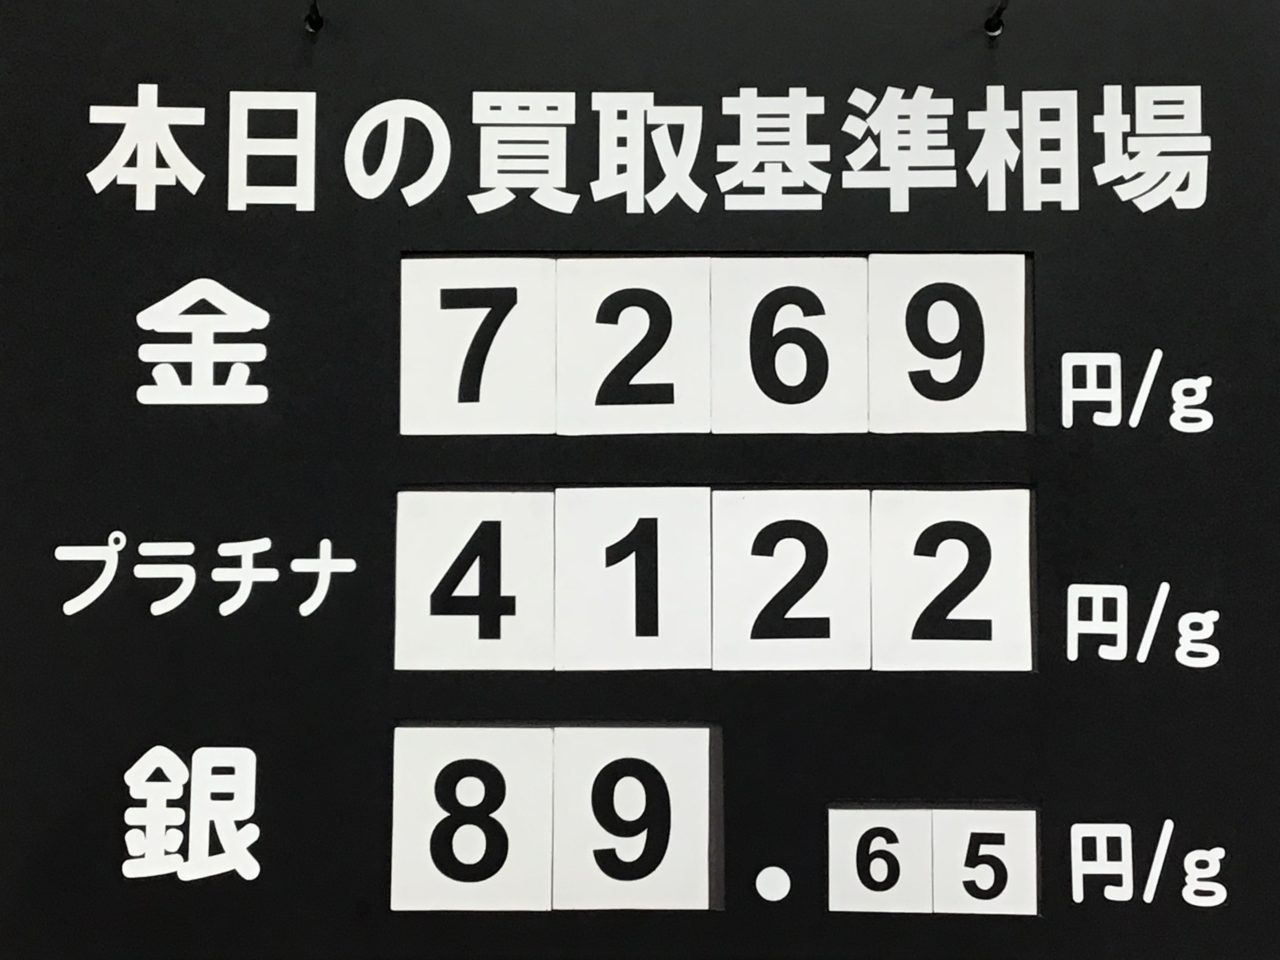 本日の買取基準相場
金 7269 円/g
プラチナ 4122 円/g
銀 89.65 円/g